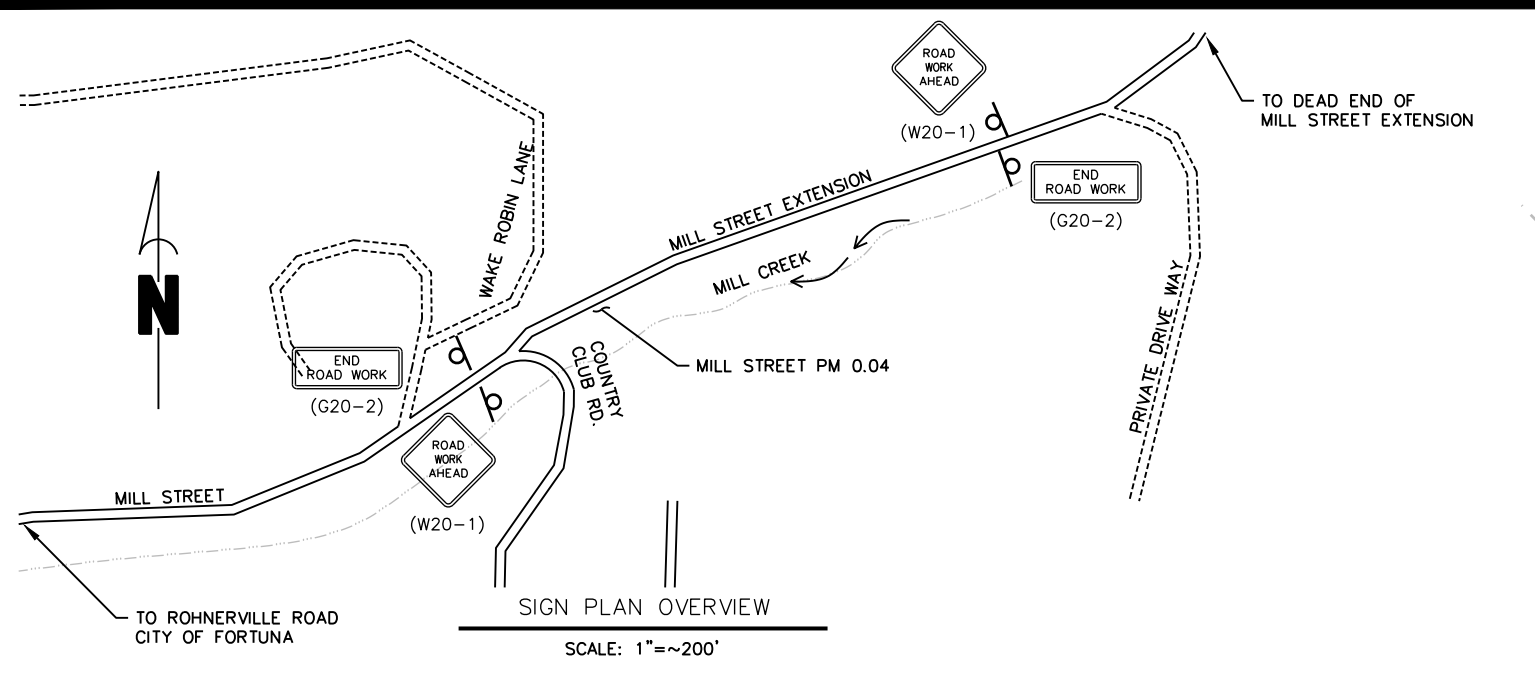 ROAD
WORK
AHEAD
(W20-1)
TO DEAD END OF
MILL STREET EXTENSION
END
ROAD WORK
(G20-2)
WAKE ROBIN LANE
MILL STREET EXTENSION
MILL CREEK
N
PRIVATE DRIVE WAY
COUNTRY
CLUB RD.
MILL STREET PM 0.04
END
ROAD WORK
(G20-2)
ROAD
WORK
AHEAD
(W20-1)
MILL STREET
TO ROHNERVILLE ROAD
CITY OF FORTUNA
SIGN PLAN OVERVIEW
SCALE: 1"=~200'